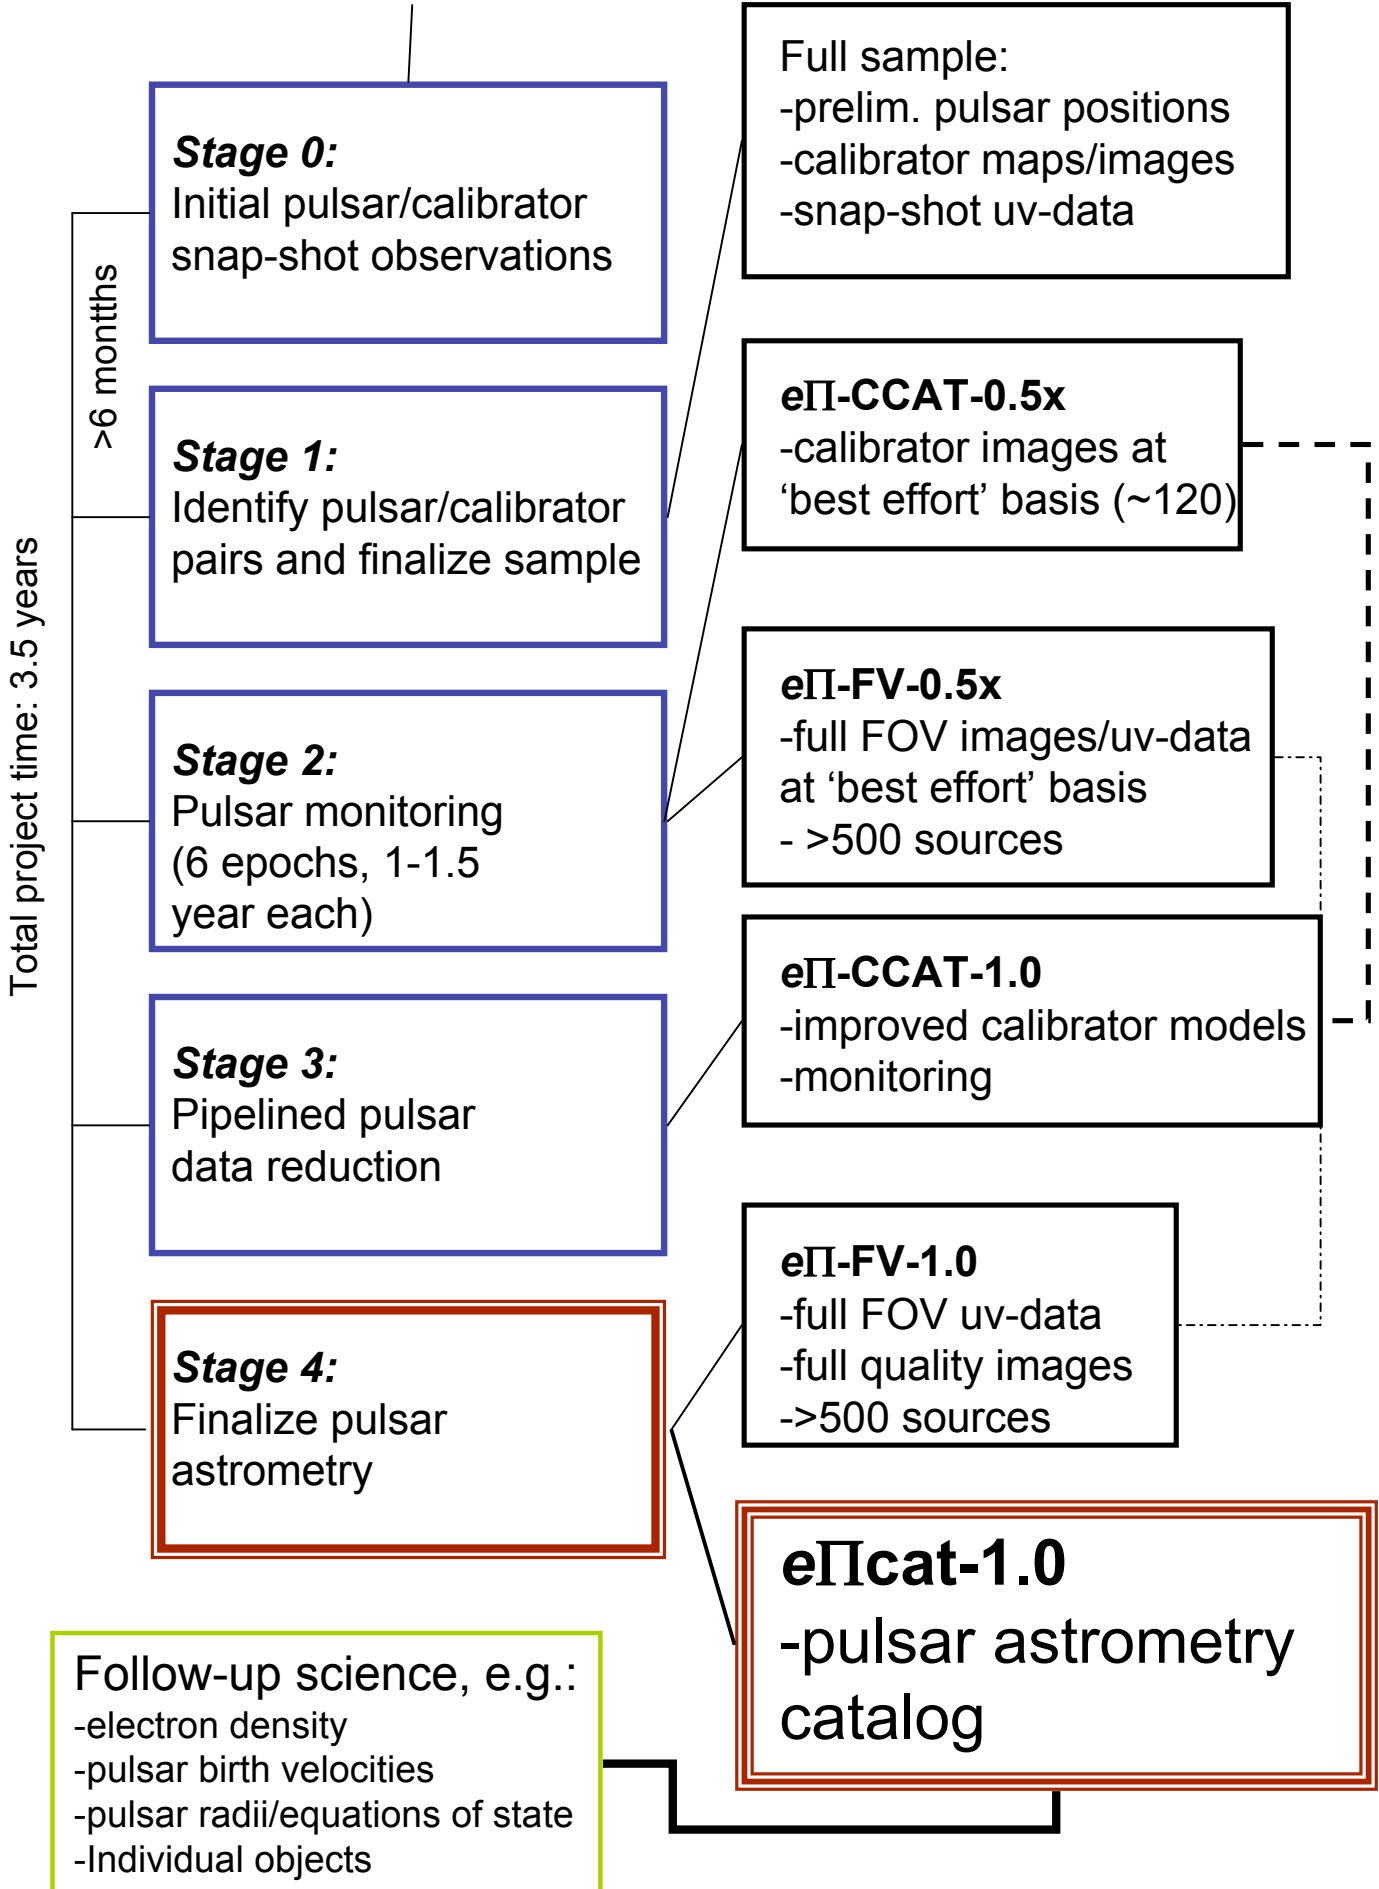 Total project time: 3.5 years
>6 montths
Stage 0:
Initial pulsar/calibrator
snap-shot observations
Stage 1:
Identify pulsar/calibrator
pairs and finalize sample
Stage 2:
Pulsar monitoring
(6 epochs, 1-1.5
year each)
Stage 3:
Pipelined pulsar
data reduction
Stage 4:
Finalize pulsar
astrometry
Full sample:
-prelim. pulsar positions
-calibrator maps/images
-snap-shot uv-data
eΠ-CCAT-0.5x
-calibrator images at
‘best effort’ basis (~120)
eΠ-FV-0.5x
-full FOV images/uv-data
at ‘best effort’ basis
- >500 sources
eΠ-CCAT-1.0
-improved calibrator models
-monitoring
eΠ-FV-1.0
-full FOV uv-data
-full quality images
->500 sources
eΠcat-1.0
-pulsar astrometry
catalog
Follow-up science, e.g.:
-electron density
-pulsar birth velocities
-pulsar radii/equations of state
-Individual objects